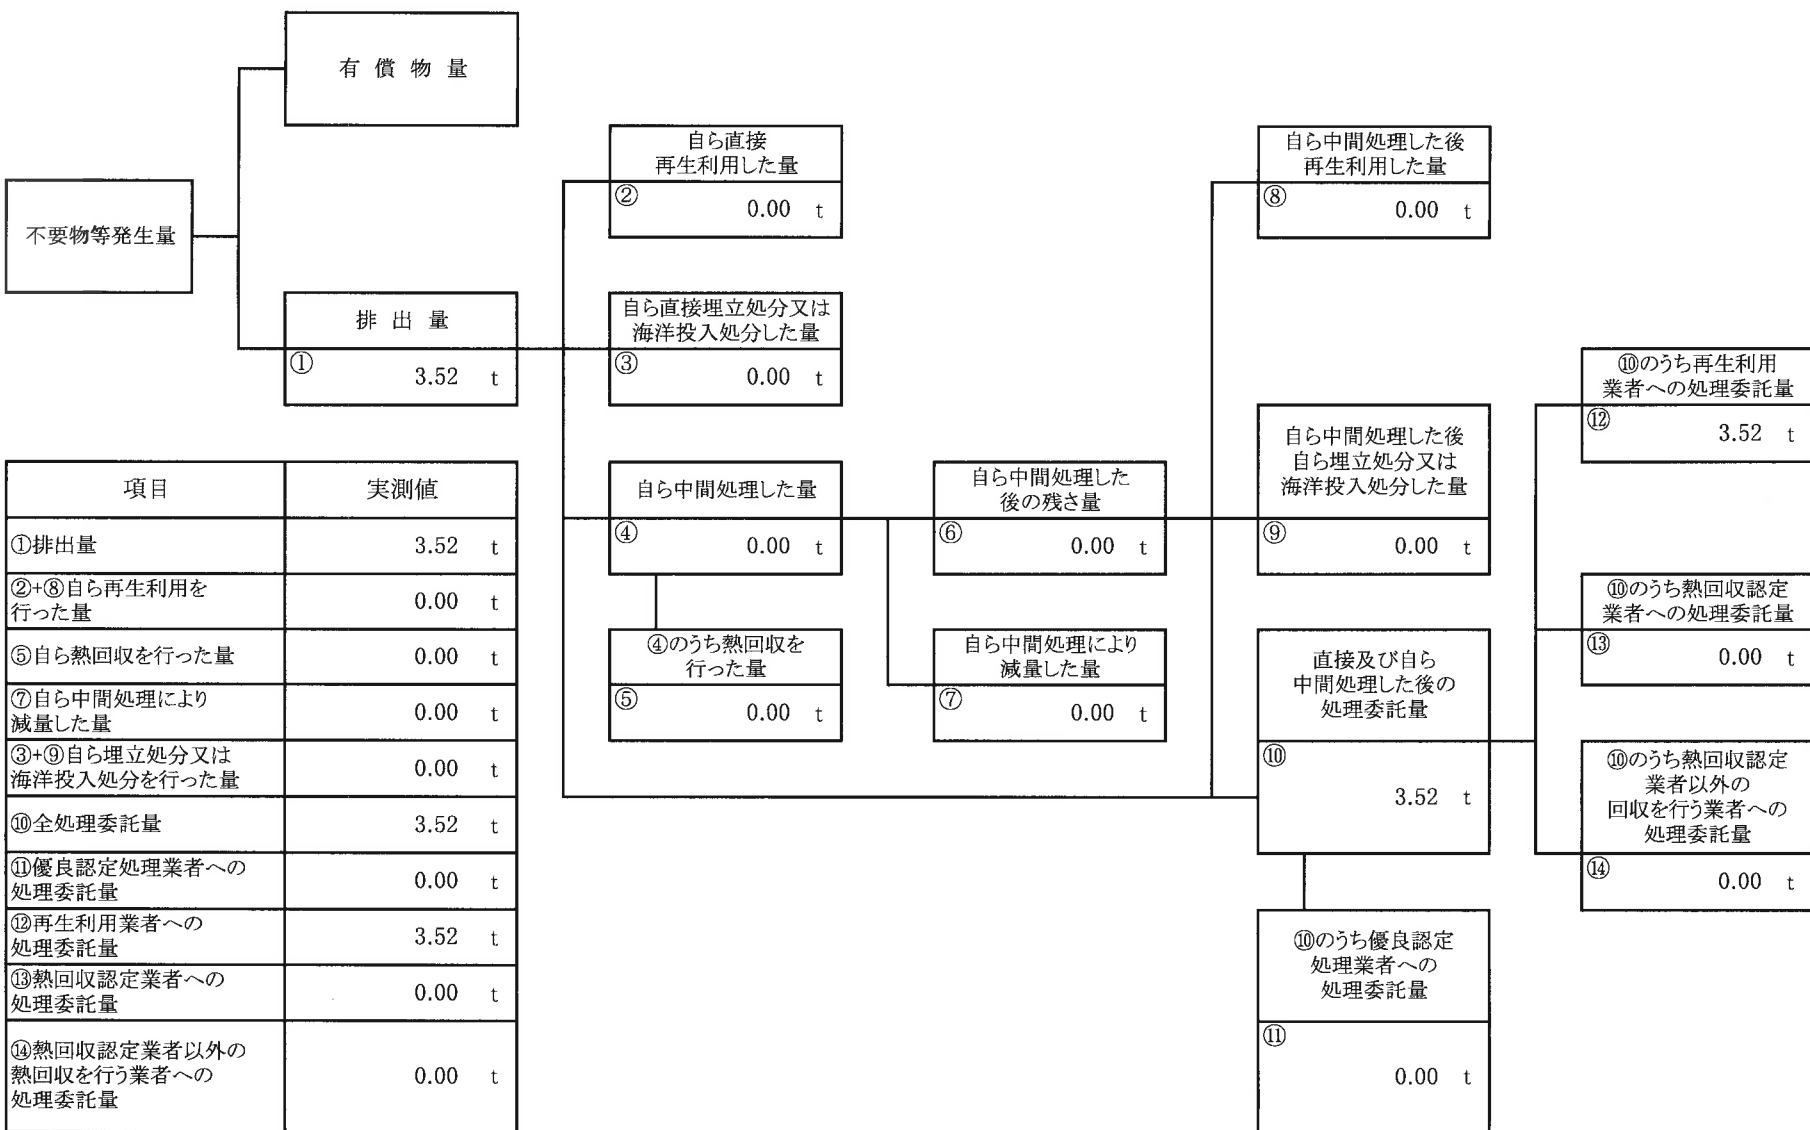 有償物量
不要物等発生量
排出量
①
3.52 t
自ら直接
再生利用した量
②
0.00 t
自ら直接埋立処分又は
海洋投入処分した量
③
0.00 t
自ら中間処理した量
④
0.00 t
④のうち熱回収を
行った量
⑤
0.00 t
自ら中間処理した
後の残さ量
⑥
0.00 t
自ら中間処理により
減量した量
⑦
0.00 t
自ら中間処理した後
再生利用した量
⑧
0.00 t
自ら中間処理した後
自ら埋立処分又は
海洋投入処分した量
⑨
0.00 t
直接及び自ら
中間処理した後の
処理委託量
⑩
3.52 t
⑩のうち優良認定
処理業者への
処理委託量
⑪
0.00 t
⑩のうち再生利用
業者への処理委託量
⑫
3.52 t
⑩のうち熱回収認定
業者への処理委託量
⑬
0.00 t
⑩のうち熱回収認定
業者以外の
回収を行う業者への
処理委託量
⑭
0.00 t
項目 実測値
①排出量 3.52 t
②+⑧自ら再生利用を
行った量 0.00 t
⑤自ら熱回収を行った量 0.00 t
⑦自ら中間処理により
減量した量 0.00 t
③+⑨自ら埋立処分又は
海洋投入処分を行った量 0.00 t
⑩全処理委託量 3.52 t
⑪優良認定処理業者への
処理委託量 0.00 t
⑫再生利用業者への
処理委託量 3.52 t
⑬熱回収認定業者への
処理委託量 0.00 t
⑭熱回収認定業者以外の
熱回収を行う業者への
処理委託量 0.00 t